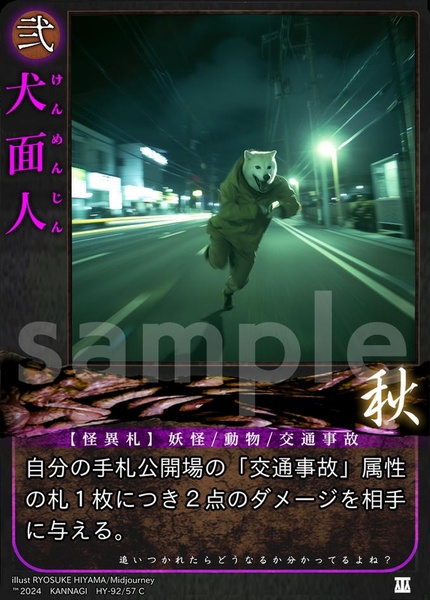 弐
犬面人
けんめんじん
sample
秋
【怪異札】妖怪/動物/交通事故
自分の手札公開場の「交通事故」属性
の札1枚につき2点のダメージを相手
に与える。
追いつかれたらどうなるか分かってるよね?
illust RYOSUKE HIYAMA/Midjourney
™2024 KANNAGI HY-92/57 C